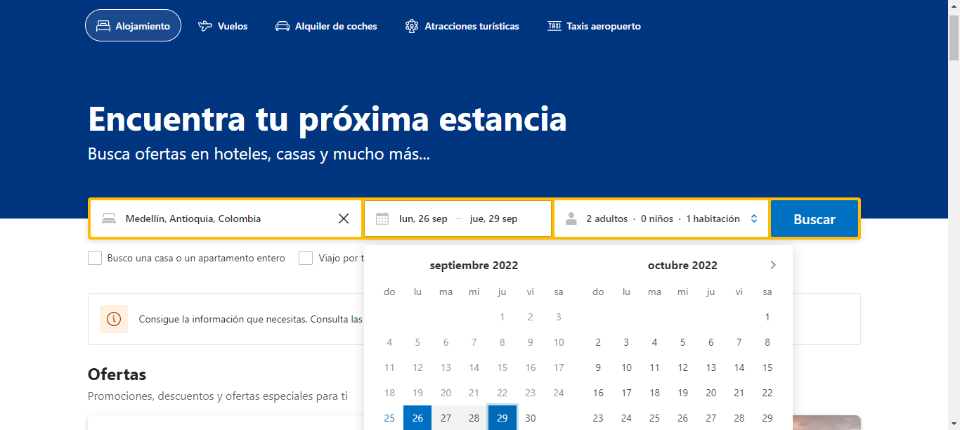 Alojamiento Vuelos Alquiler de coches Atracciones turísticas TAXI Taxis aeropuerto
Encuentra tu próxima estancia
Busca ofertas en hoteles, casas y mucho más...
Medellín, Antioquia, Colombia lun, 26 sep — jue, 29 sep 2 adultos · 0 niños · 1 habitación Buscar
Busco una casa o un apartamento entero Viajo por t
septiembre 2022 octubre 2022
do lu ma mi ju vi sa do lu ma mi ju vi sa
1 2 3 1
4 5 6 7 8 9 10 2 3 4 5 6 7 8
11 12 13 14 15 16 17 9 10 11 12 13 14 15
18 19 20 21 22 23 24 16 17 18 19 20 21 22
25 26 27 28 29 30 23 24 25 26 27 28 29
Consigue la información que necesitas. Consulta las
Ofertas
Promociones, descuentos y ofertas especiales para ti